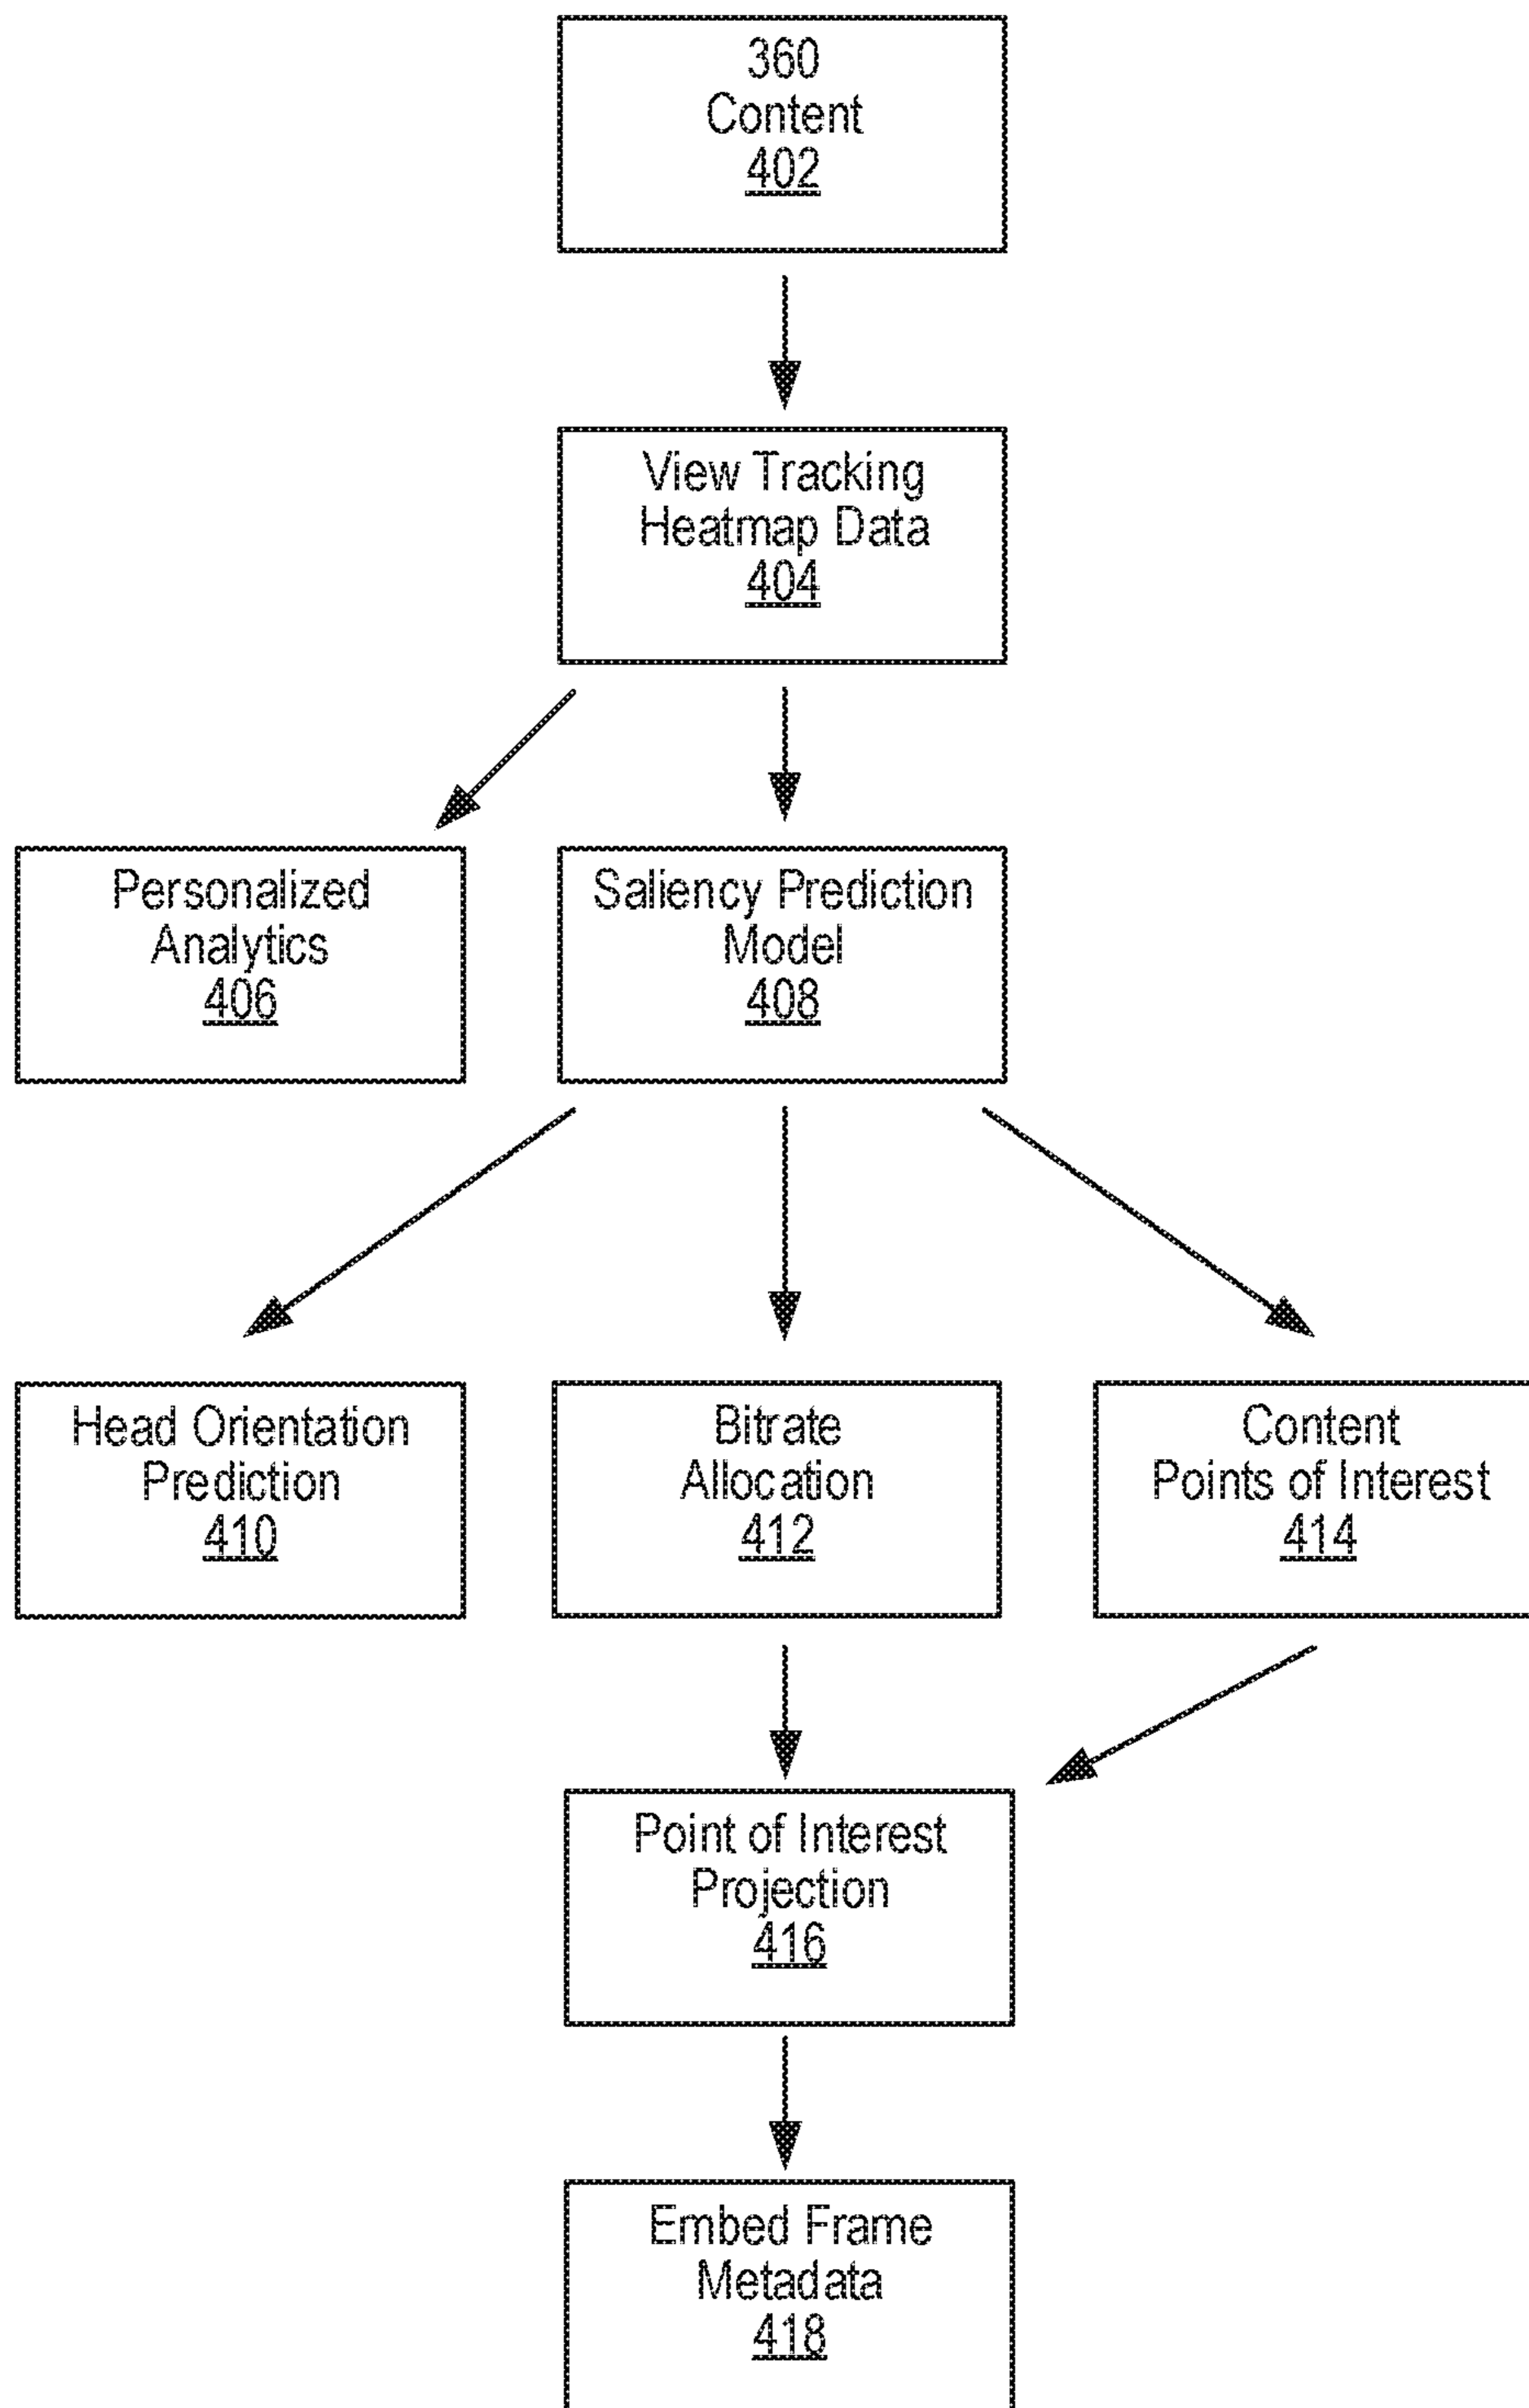 360
Content
402
View Tracking
Heatmap Data
404
Personalized
Analytics
406
Saliency Prediction
Model
408
Head Orientation
Prediction
410
Bitrate
Allocation
412
Content
Points of Interest
414
Point of Interest
Projection
416
Embed Frame
Metadata
418